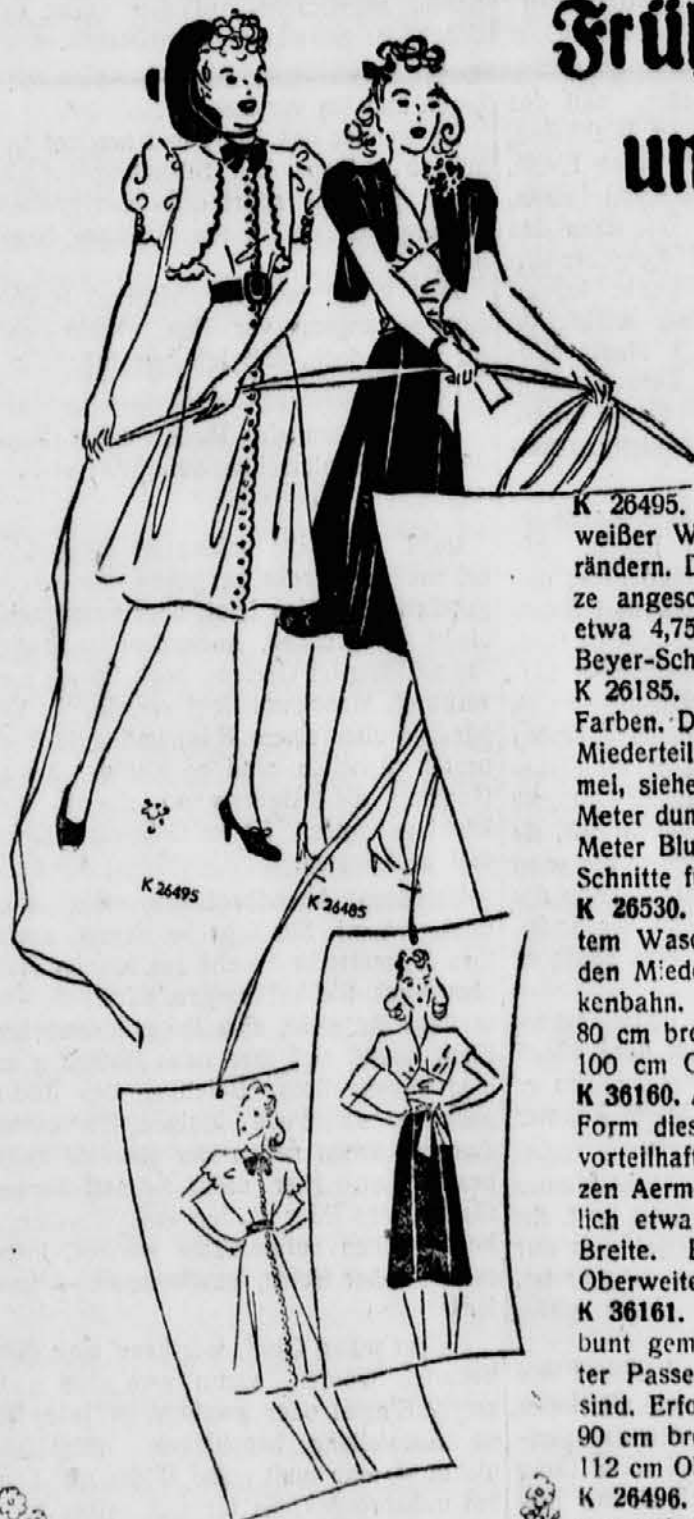 Früh
un
K 26495.
weißer W
rändern. D
ze angesc
etwa 4,75
Beyer-Sch
K 26185.
Farben. D
Miederteil
mel, siehe
Meter dun
Meter Blu
Schnitte f
K 26530.
tem Wasc
den Mieder
kenbahn.
80 cm bre
100 cm O
K 36160. A
Form dies
vorteilhaft
zen Aerm
lich etwa
Breite. B
Oberweite
K 36161.
bunt gem
ter Passe
sind. Erfo
90 cm bre
112 cm O
K 26496.
K 26495
K 26485